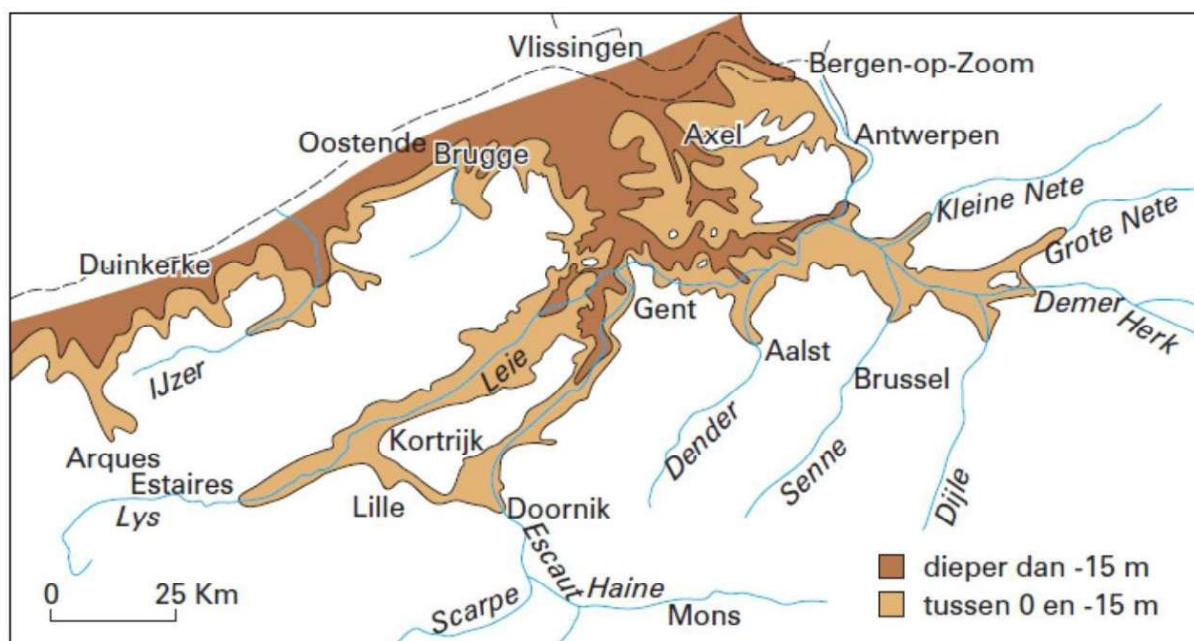 Vlissingen
Bergen-op-Zoom
Oostende
Brugge
Axel
Antwerpen
Kleine Nete
Grote Nete
Duinkerke
Gent
Demer
Herk
IJzer
Leie
Aalst
Brussel
Kortrijk
Dender
Senne
Dijle
Arques
Estaires
Lys
Lille
Doornik
Escaut
Haine
Scarpe
Mons
0 25 Km
dieper dan -15 m
tussen 0 en -15 m